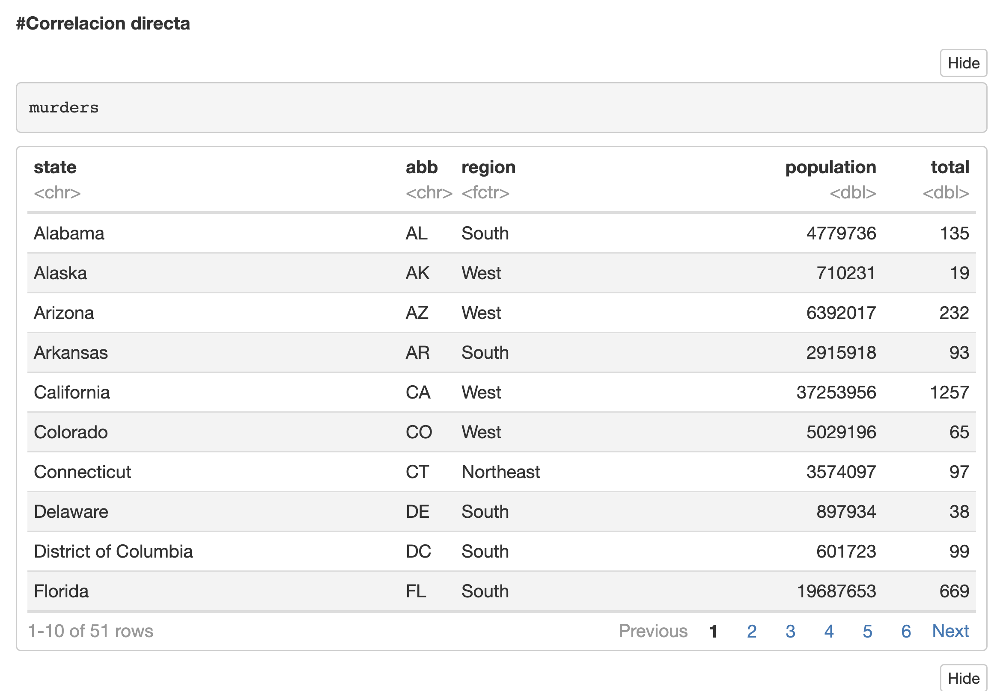 #Correlacion directa
Hide
murders
state abb region population total
<chr> <chr> <fctr> <dbl> <dbl>
Alabama AL South 4779736 135
Alaska AK West 710231 19
Arizona AZ West 6392017 232
Arkansas AR South 2915918 93
California CA West 37253956 1257
Colorado CO West 5029196 65
Connecticut CT Northeast 3574097 97
Delaware DE South 897934 38
District of Columbia DC South 601723 99
Florida FL South 19687653 669
1-10 of 51 rows Previous 1 2 3 4 5 6 Next
Hide